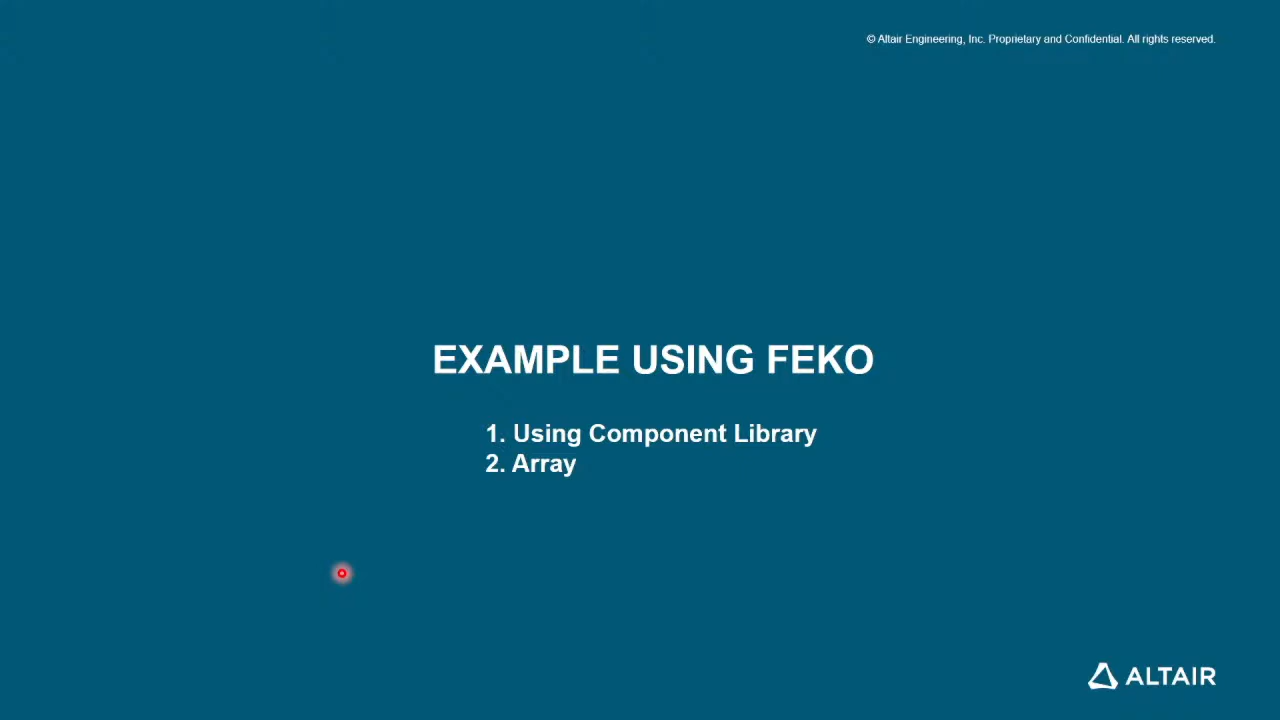 © Altair Engineering, Inc. Proprietary and Confidential. All rights reserved.
EXAMPLE USING FEKO
1. Using Component Library
2. Array
ALTAIR